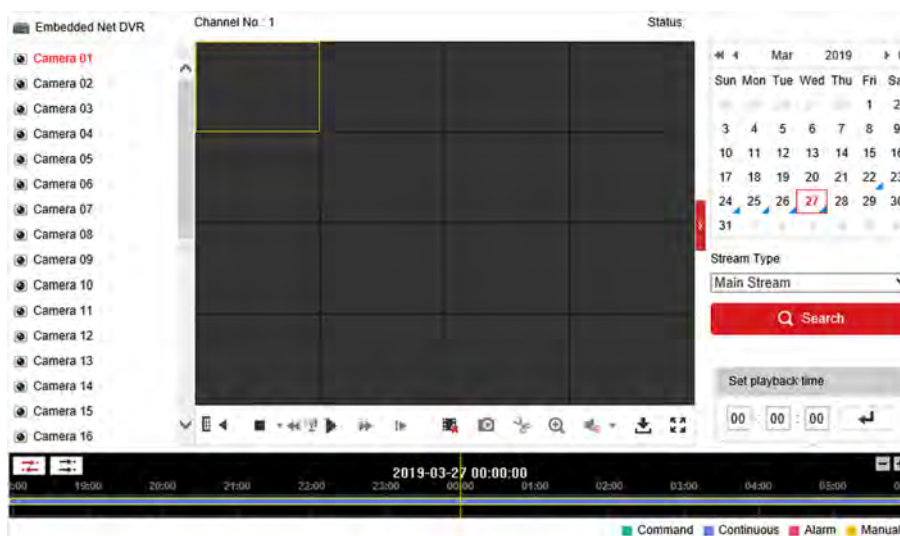 Embedded Net DVR
Camera 01
Camera 02
Camera 03
Camera 04
Camera 05
Camera 06
Camera 07
Camera 08
Camera 09
Camera 10
Camera 11
Camera 12
Camera 13
Camera 14
Camera 15
Camera 16
Channel No.: 1
Status:
Mar 2019
Sun Mon Tue Wed Thu Fri Sa
1 2
3 4 5 6 7 8 9
10 11 12 13 14 15 16
17 18 19 20 21 22 23
24 25 26 27 28 29 30
31
Stream Type
Main Stream
Search
Set playback time
00 : 00 : 00
2019-03-27 00:00:00
:00 19:00 20:00 21:00 22:00 23:00 00:00 01:00 02:00 03:00 04:00 05:00
Command Continuous Alarm Manual